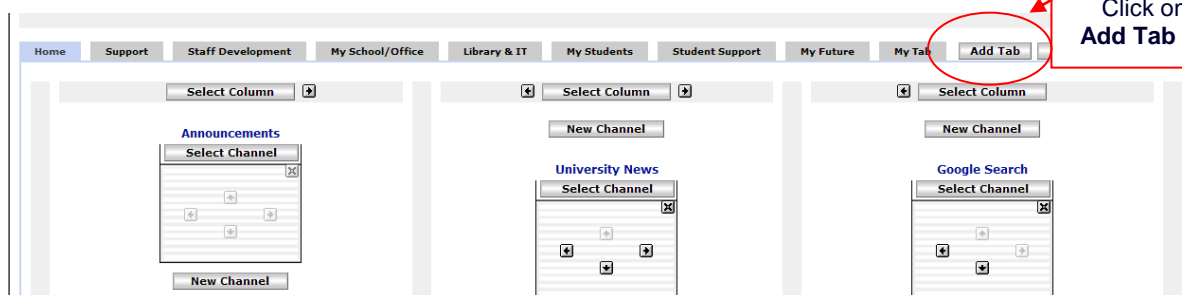 Click or
Add Tab
Home Support Staff Development My School/Office Library & IT My Students Student Support My Future My Tab Add Tab
Select Column Select Column Select Column
New Channel New Channel
Announcements
Select Channel
University News Google Search
Select Channel Select Channel
New Channel